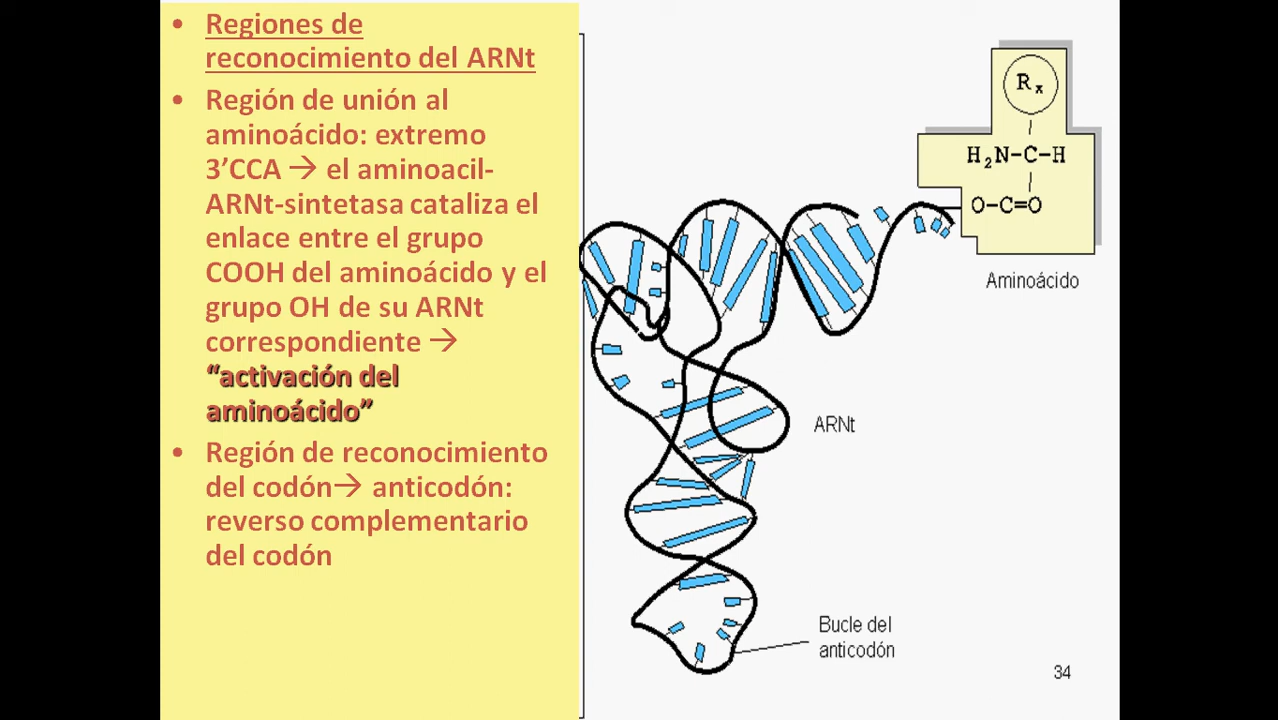 • Regiones de
reconocimiento del ARNt
• Región de unión al
aminoácido: extremo
3’CCA → el aminoacil-
ARNt-sintetasa cataliza el
enlace entre el grupo
COOH del aminoácido y el
grupo OH de su ARNt
correspondiente →
“activación del
aminoácido”
• Región de reconocimiento
del codón→ anticodón:
reverso complementario
del codón
Rx
H₂N-C-H
O-C=O
Aminoácido
ARNt
Bucle del
anticodón
34